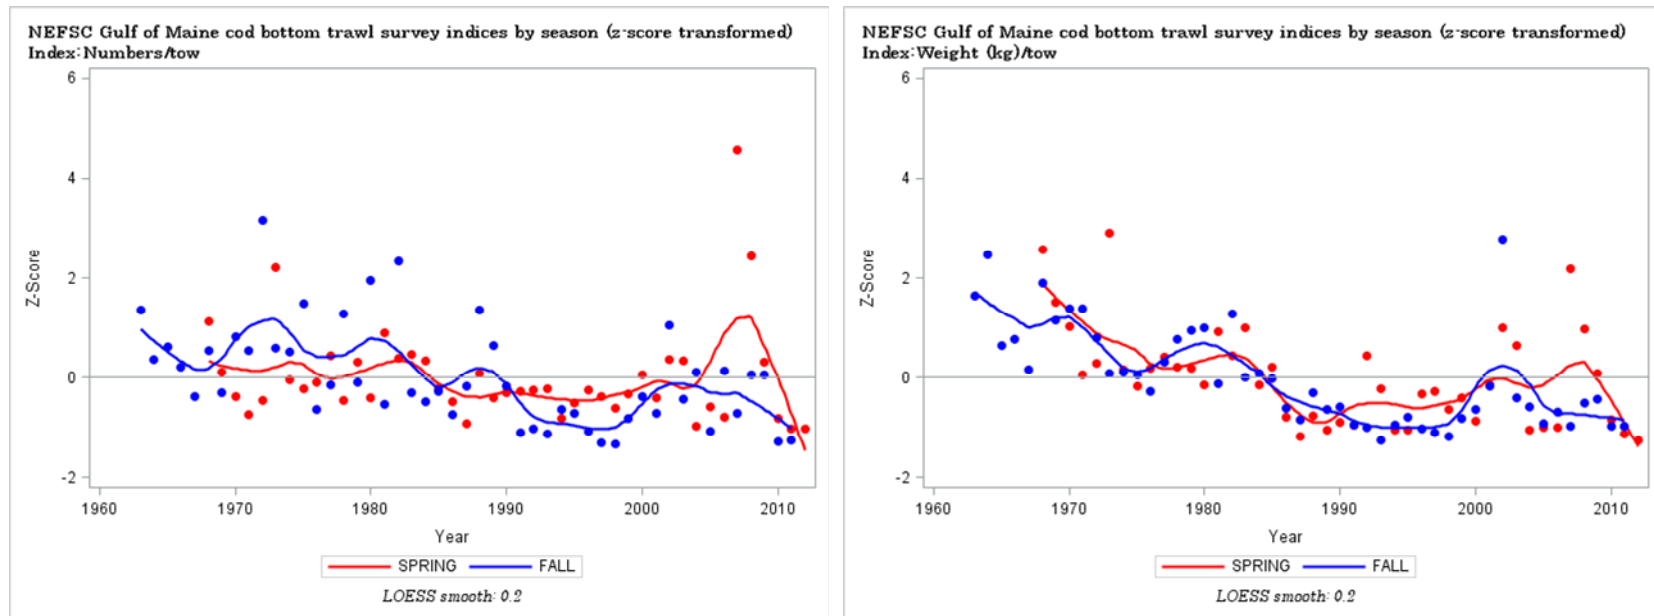 NEFSC Gulf of Maine cod bottom trawl survey indices by season (z-score transformed)
Index:Numbers/tow
6
4
2
0
-2
Z-Score
1960 1970 1980 1990 2000 2010
Year
SPRING FALL
LOESS smooth: 0.2
NEFSC Gulf of Maine cod bottom trawl survey indices by season (z-score transformed)
Index:Weight (kg)/tow
6
4
2
0
-2
Z-Score
1960 1970 1980 1990 2000 2010
Year
SPRING FALL
LOESS smooth: 0.2